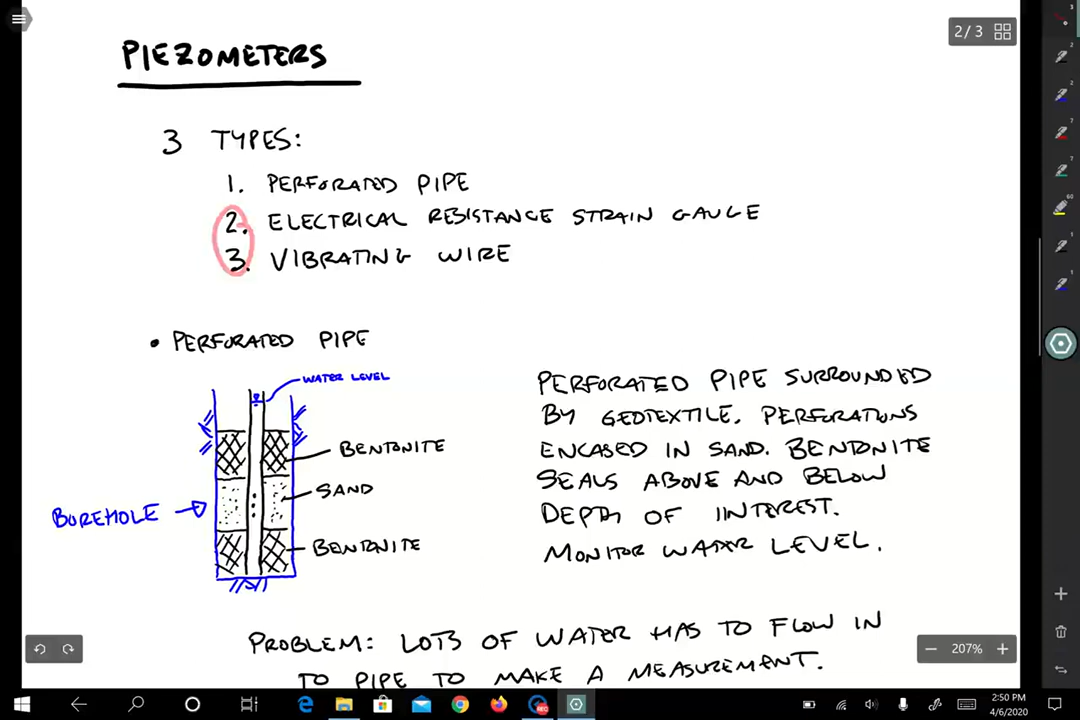 PIEZOMETERS
2/3
3 TYPES:
1. PERFORATED PIPE
2. ELECTRICAL RESISTANCE STRAIN GAUGE
3. VIBRATING WIRE
• PERFORATED PIPE
WATER LEVEL
BENTONITE
SAND
BOREHOLE
BENTONITE
PERFORATED PIPE SURROUNDED
BY GEOTEXTILE. PERFORATIONS
ENCASED IN SAND. BENTONITE
SEALS ABOVE AND BELOW
DEPTH OF INTEREST.
MONITOR WATER LEVEL.
PROBLEM: LOTS OF WATER HAS TO FLOW IN
TO PIPE TO MAKE A MEASUREMENT.
207%
2:50 PM
4/6/2020